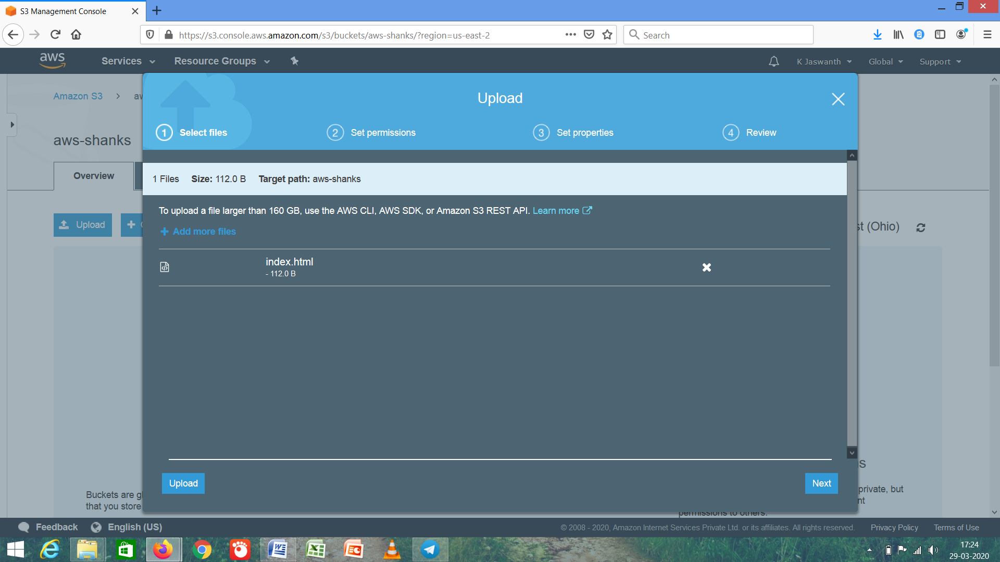 S3 Management Console
https://s3.console.aws.amazon.com/s3/buckets/aws-shanks/?region=us-east-2
Search
aws
Services
Resource Groups
K Jaswanth
Global
Support
Amazon S3
Upload
1 Select files
2 Set permissions
3 Set properties
4 Review
aws-shanks
Overview
1 Files Size: 112.0 B Target path: aws-shanks
To upload a file larger than 160 GB, use the AWS CLI, AWS SDK, or Amazon S3 REST API. Learn more
Upload
Add more files
(Ohio)
index.html
- 112.0 B
Upload
Next
Buckets are
that you store
private, but
permissions to others.
Feedback
English (US)
© 2008 - 2020, Amazon Internet Services Private Ltd. or its affiliates. All rights reserved.
Privacy Policy
Terms of Use
17:24
29-03-2020